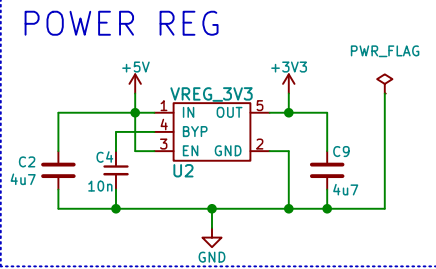 POWER REG
PWR_FLAG
+5V
+3V3
VREG_3V3
1 IN OUT 5
4 BYP
3 EN GND 2
U2
C2
4u7
C4
10n
C9
4u7
GND